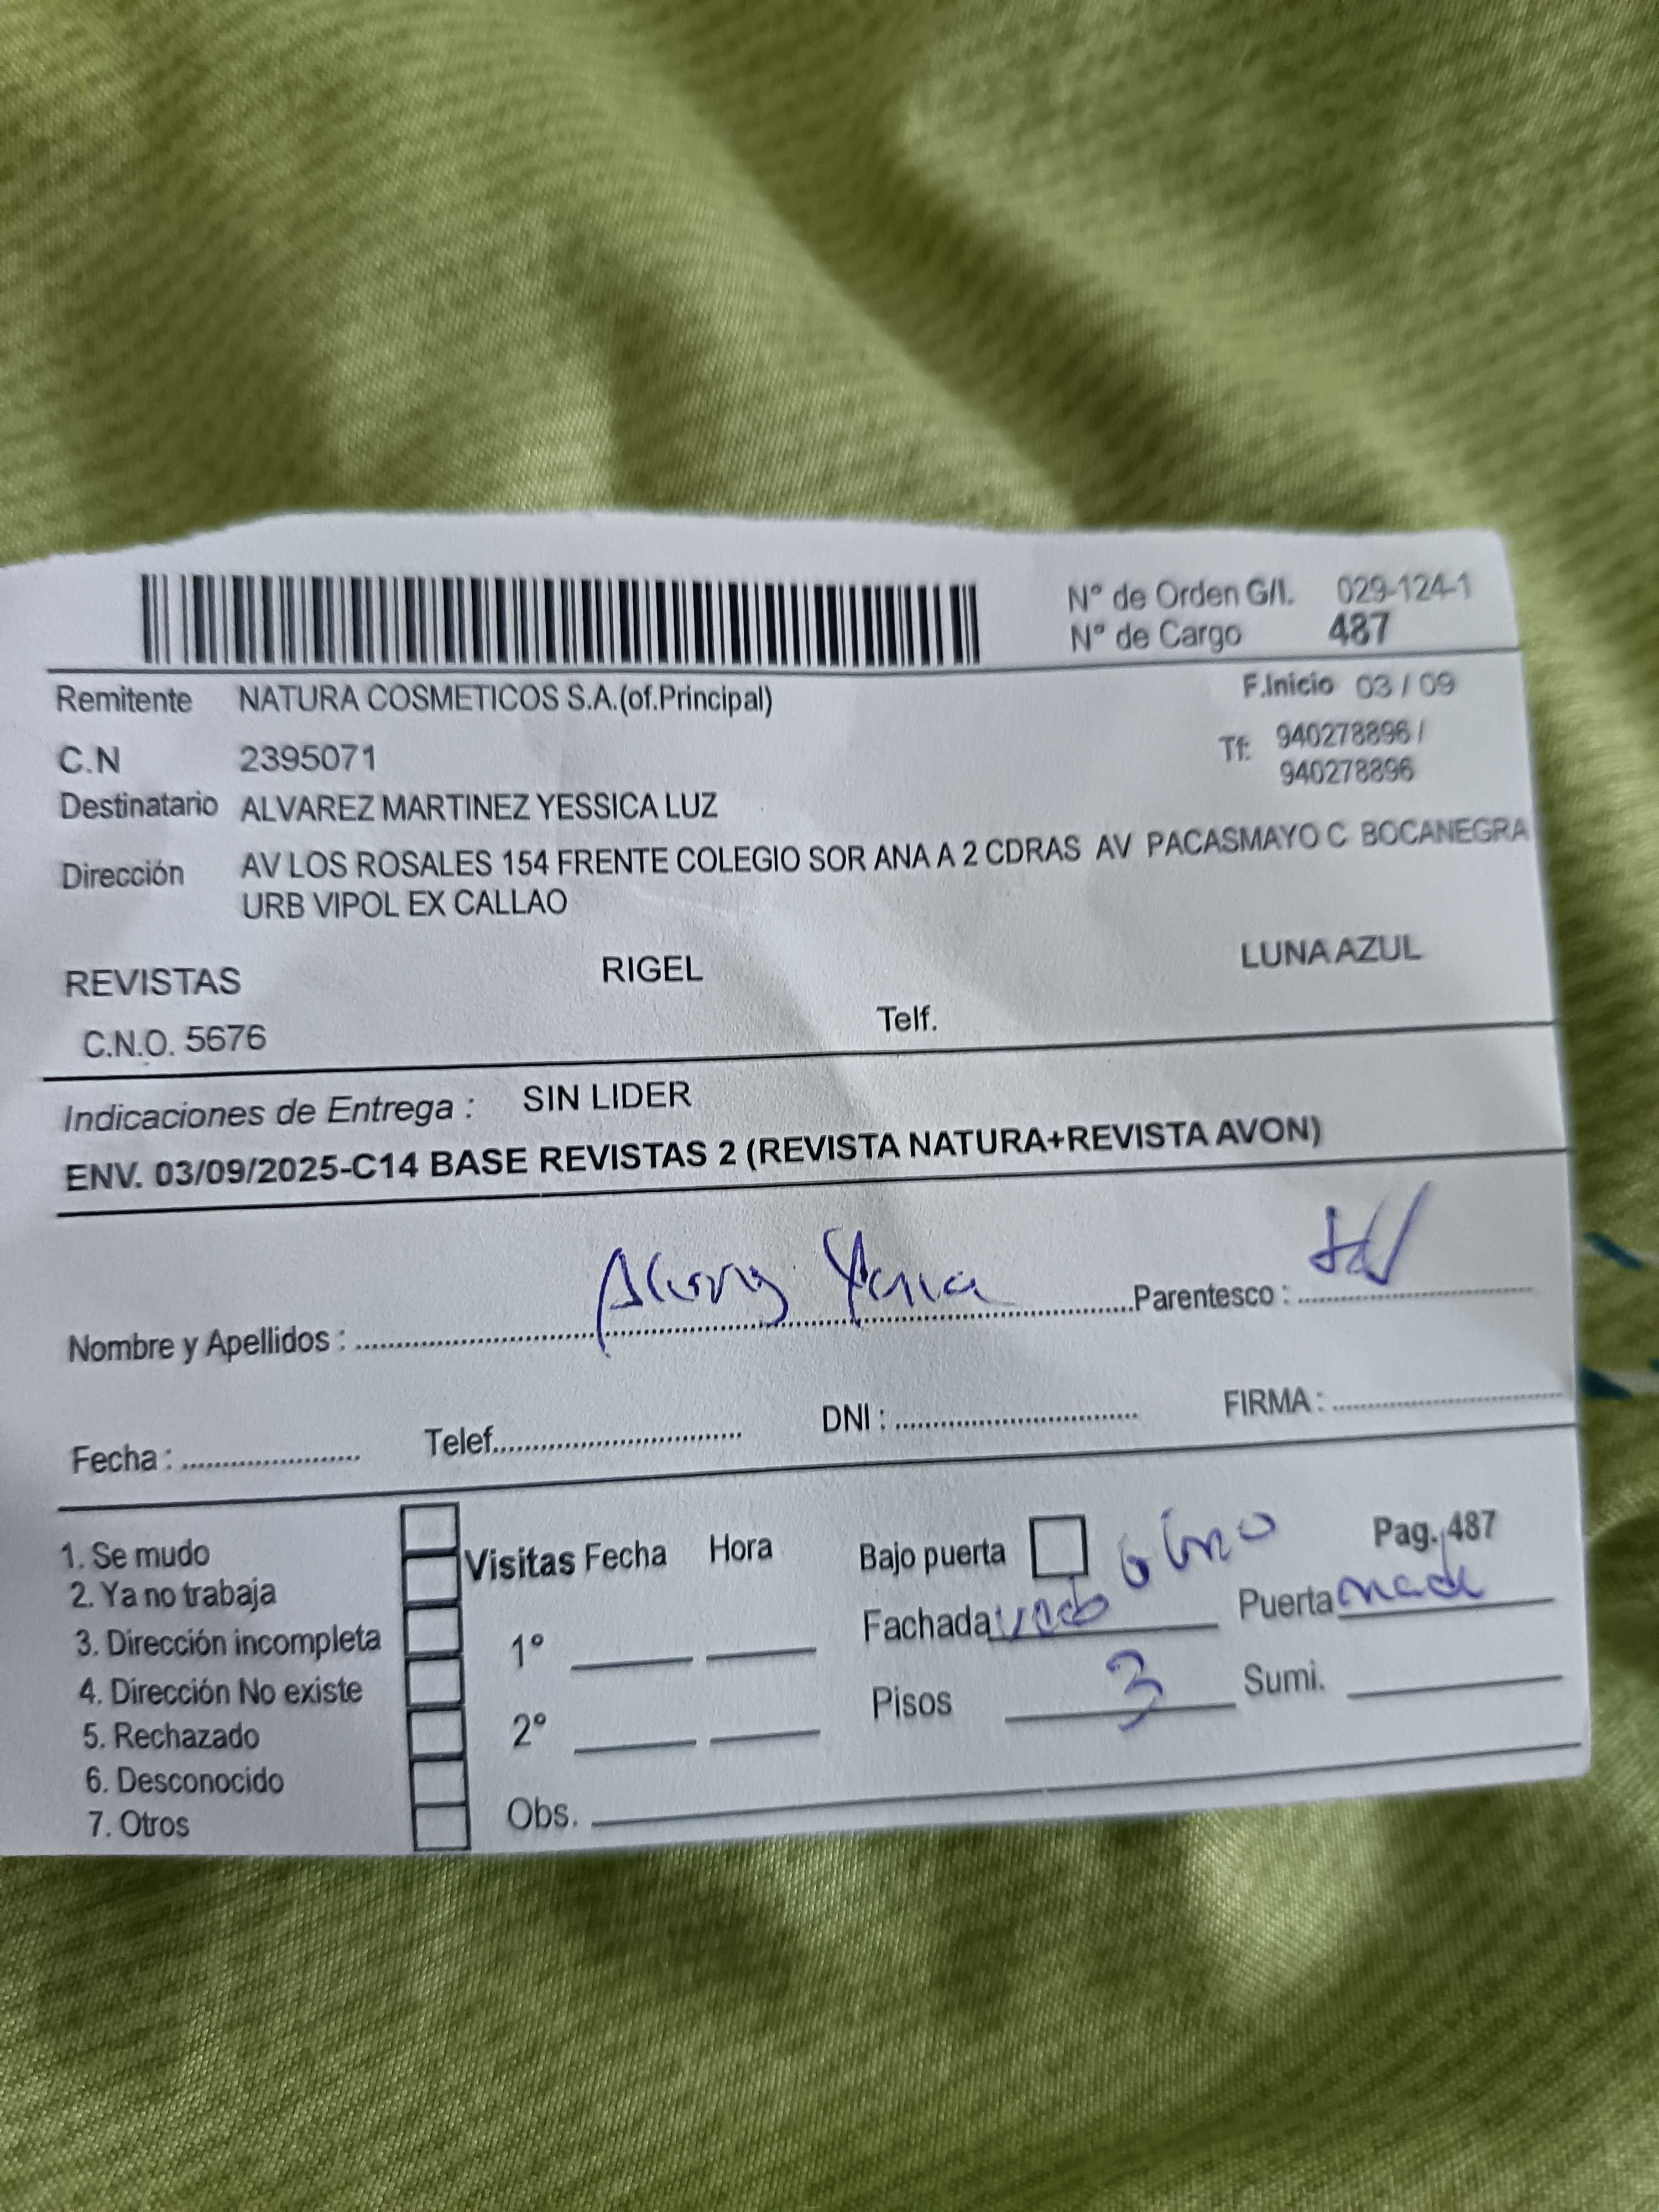 N° de Orden G/I. 029-124-1
N° de Cargo 487
Remitente NATURA COSMETICOS S.A.(of.Principal) F.Inicio 03 / 09
C.N 2395071 Tf: 940278896 /
940278896
Destinatario ALVAREZ MARTINEZ YESSICA LUZ
Dirección AV LOS ROSALES 154 FRENTE COLEGIO SOR ANA A 2 CDRAS AV PACASMAYO C BOCANEGRA
URB VIPOL EX CALLAO
REVISTAS RIGEL LUNA AZUL
C.N.O. 5676 Telf.
Indicaciones de Entrega : SIN LIDER
ENV. 03/09/2025-C14 BASE REVISTAS 2 (REVISTA NATURA+REVISTA AVON)
Nombre y Apellidos : Parentesco :
Fecha : Telef. DNI : FIRMA :
1. Se mudo
2. Ya no trabaja
3. Dirección incompleta
4. Dirección No existe
5. Rechazado
6. Desconocido
7. Otros
Visitas Fecha Hora
1°
2°
Obs.
Bajo puerta Pag. 487
Fachada Puerta
Pisos 3 Sumi.